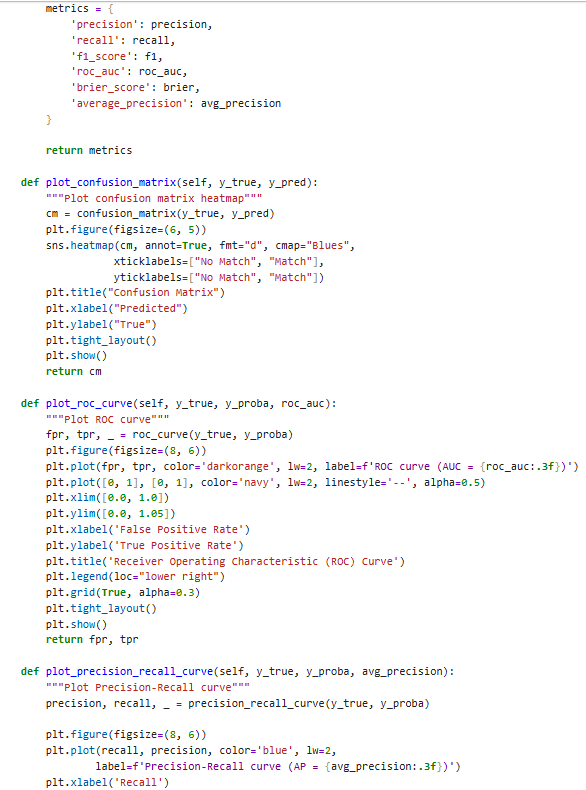 metrics = {
        'precision': precision,
        'recall': recall,
        'f1_score': f1,
        'roc_auc': roc_auc,
        'brier_score': brier,
        'average_precision': avg_precision
    }

    return metrics

def plot_confusion_matrix(self, y_true, y_pred):
    """Plot confusion matrix heatmap"""
    cm = confusion_matrix(y_true, y_pred)
    plt.figure(figsize=(6, 5))
    sns.heatmap(cm, annot=True, fmt="d", cmap="Blues",
               xticklabels=["No Match", "Match"],
               yticklabels=["No Match", "Match"])
    plt.title("Confusion Matrix")
    plt.xlabel("Predicted")
    plt.ylabel("True")
    plt.tight_layout()
    plt.show()
    return cm

def plot_roc_curve(self, y_true, y_proba, roc_auc):
    """Plot ROC curve"""
    fpr, tpr, _ = roc_curve(y_true, y_proba)
    plt.figure(figsize=(8, 6))
    plt.plot(fpr, tpr, color='darkorange', lw=2, label=f'ROC curve (AUC = {roc_auc:.3f})')
    plt.plot([0, 1], [0, 1], color='navy', lw=2, linestyle='--', alpha=0.5)
    plt.xlim([0.0, 1.0])
    plt.ylim([0.0, 1.05])
    plt.xlabel('False Positive Rate')
    plt.ylabel('True Positive Rate')
    plt.title('Receiver Operating Characteristic (ROC) Curve')
    plt.legend(loc="lower right")
    plt.grid(True, alpha=0.3)
    plt.tight_layout()
    plt.show()
    return fpr, tpr

def plot_precision_recall_curve(self, y_true, y_proba, avg_precision):
    """Plot Precision-Recall curve"""
    precision, recall, _ = precision_recall_curve(y_true, y_proba)

    plt.figure(figsize=(8, 6))
    plt.plot(recall, precision, color='blue', lw=2,
            label=f'Precision-Recall curve (AP = {avg_precision:.3f})')
    plt.xlabel('Recall')